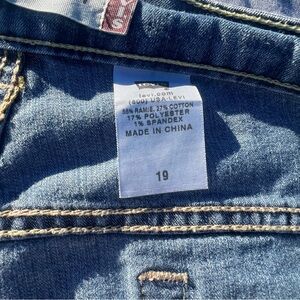 levi.com
(800) USA-LEVI
55% RAMIE, 27% COTTON
17% POLYESTER
1% SPANDEX
MADE IN CHINA
19